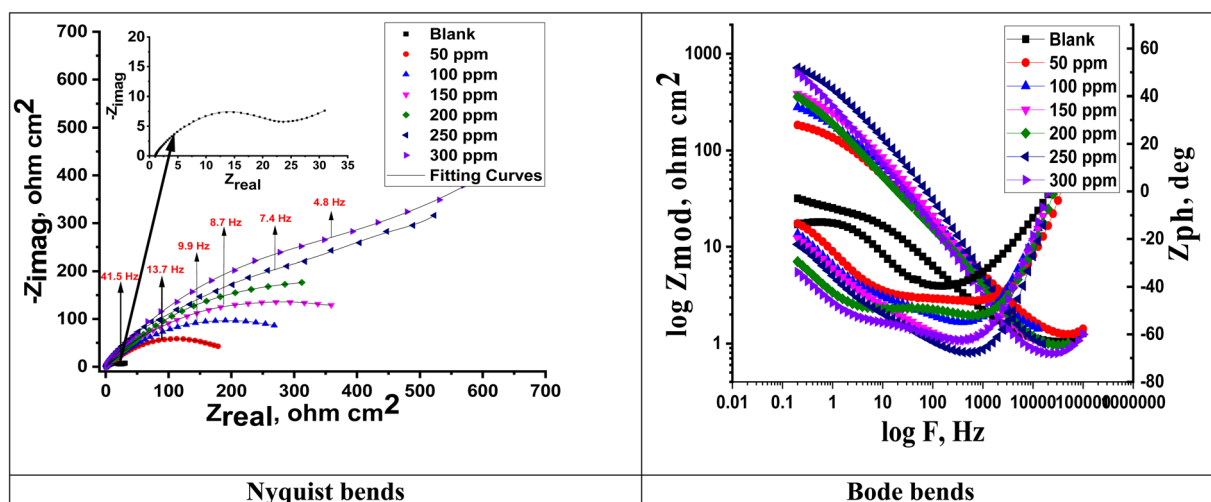 700
600
500
400
300
200
100
0
-Zimag, ohm cm2
0 100 200 300 400 500 600 700
Zreal, ohm cm2
20
15
10
5
0
-Zimag
0 5 10 15 20 25 30 35
Zreal
Blank
50 ppm
100 ppm
150 ppm
200 ppm
250 ppm
300 ppm
Fitting Curves
41.5 Hz
13.7 Hz
9.9 Hz
8.7 Hz
7.4 Hz
4.8 Hz
Nyquist bends
1000
100
10
1
log Zmod, ohm cm2
0.01 0.1 1 10 100 1000 10000 100000 1000000
log F, Hz
60
40
20
0
-20
-40
-60
-80
Zph, deg
Blank
50 ppm
100 ppm
150 ppm
200 ppm
250 ppm
300 ppm
Bode bends